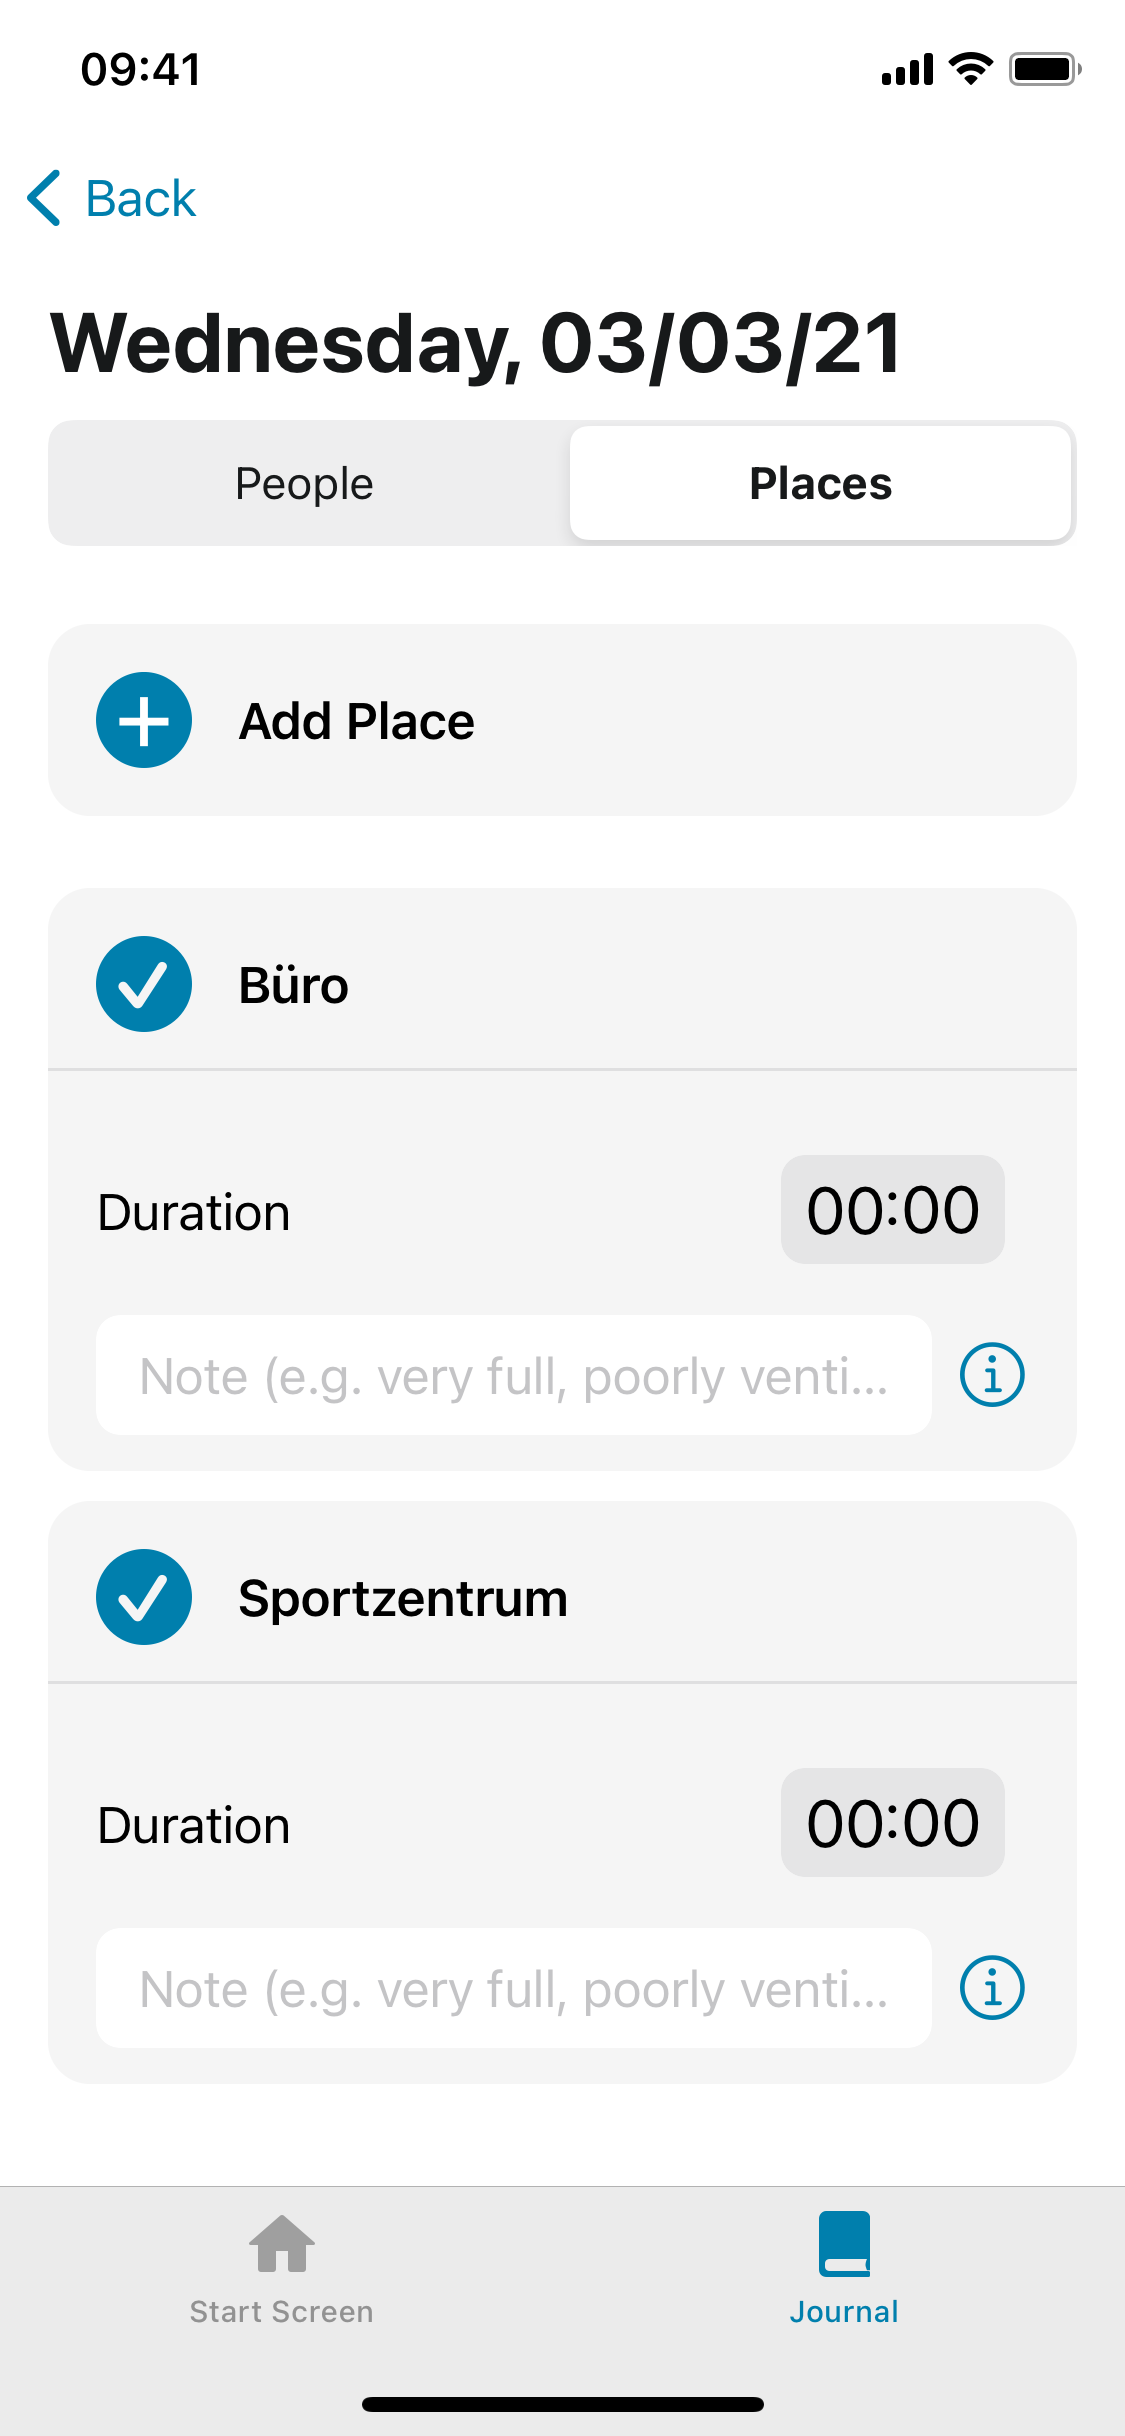 09:41
Back
Wednesday, 03/03/21
People
Places
Add Place
Büro
Duration
00:00
Note (e.g. very full, poorly venti...
Sportzentrum
Duration
00:00
Note (e.g. very full, poorly venti...
Start Screen
Journal